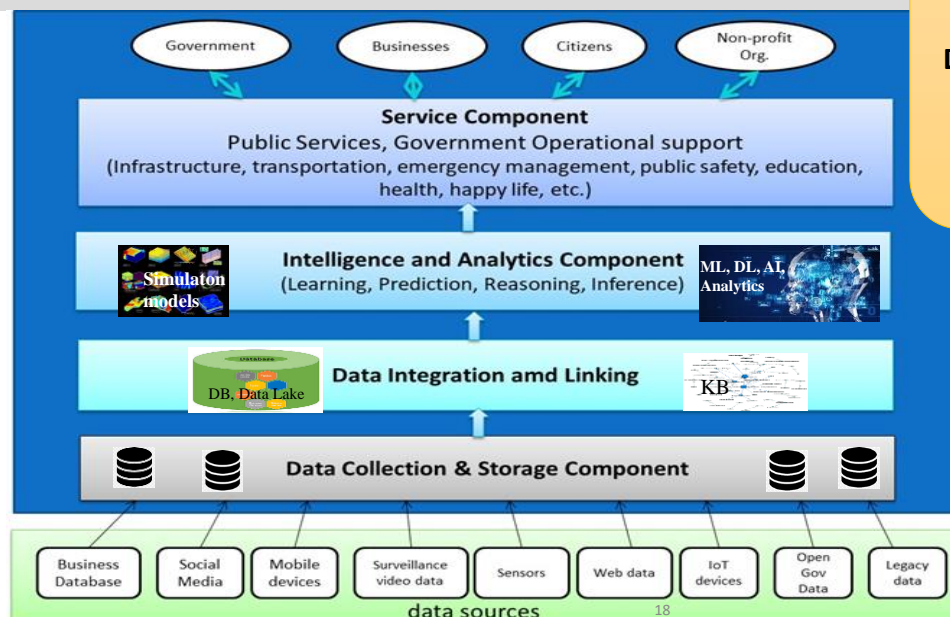 Government
Businesses
Citizens
Non-profit
Org.
D
Service Component
Public Services, Government Operational support
(Infrastructure, transportation, emergency management, public safety, education,
health, happy life, etc.)
Simulaton
models
Intelligence and Analytics Component
(Learning, Prediction, Reasoning, Inference)
ML, DL, AI,
Analytics
Database
DB, Data Lake
Data Integration amd Linking
KB
Data Collection & Storage Component
Business
Database
Social
Media
Mobile
devices
Surveillance
video data
Sensors
Web data
IoT
devices
Open
Gov
Data
Legacy
data
data sources
18